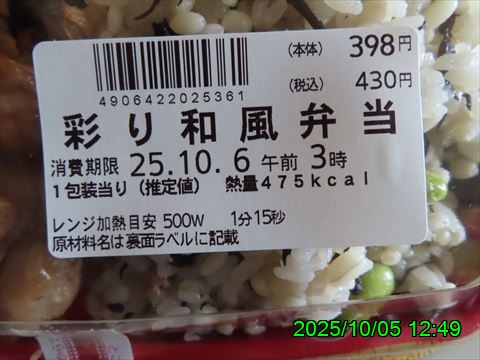 (本体) 398円
(税込) 430円
4906422025361
彩り和風弁当
消費期限 25.10.6 午前 3時
1包装当り(推定値) 熱量475kcal
レンジ加熱目安 500W 1分15秒
原材料名は裏面ラベルに記載
2025/10/05 12:49